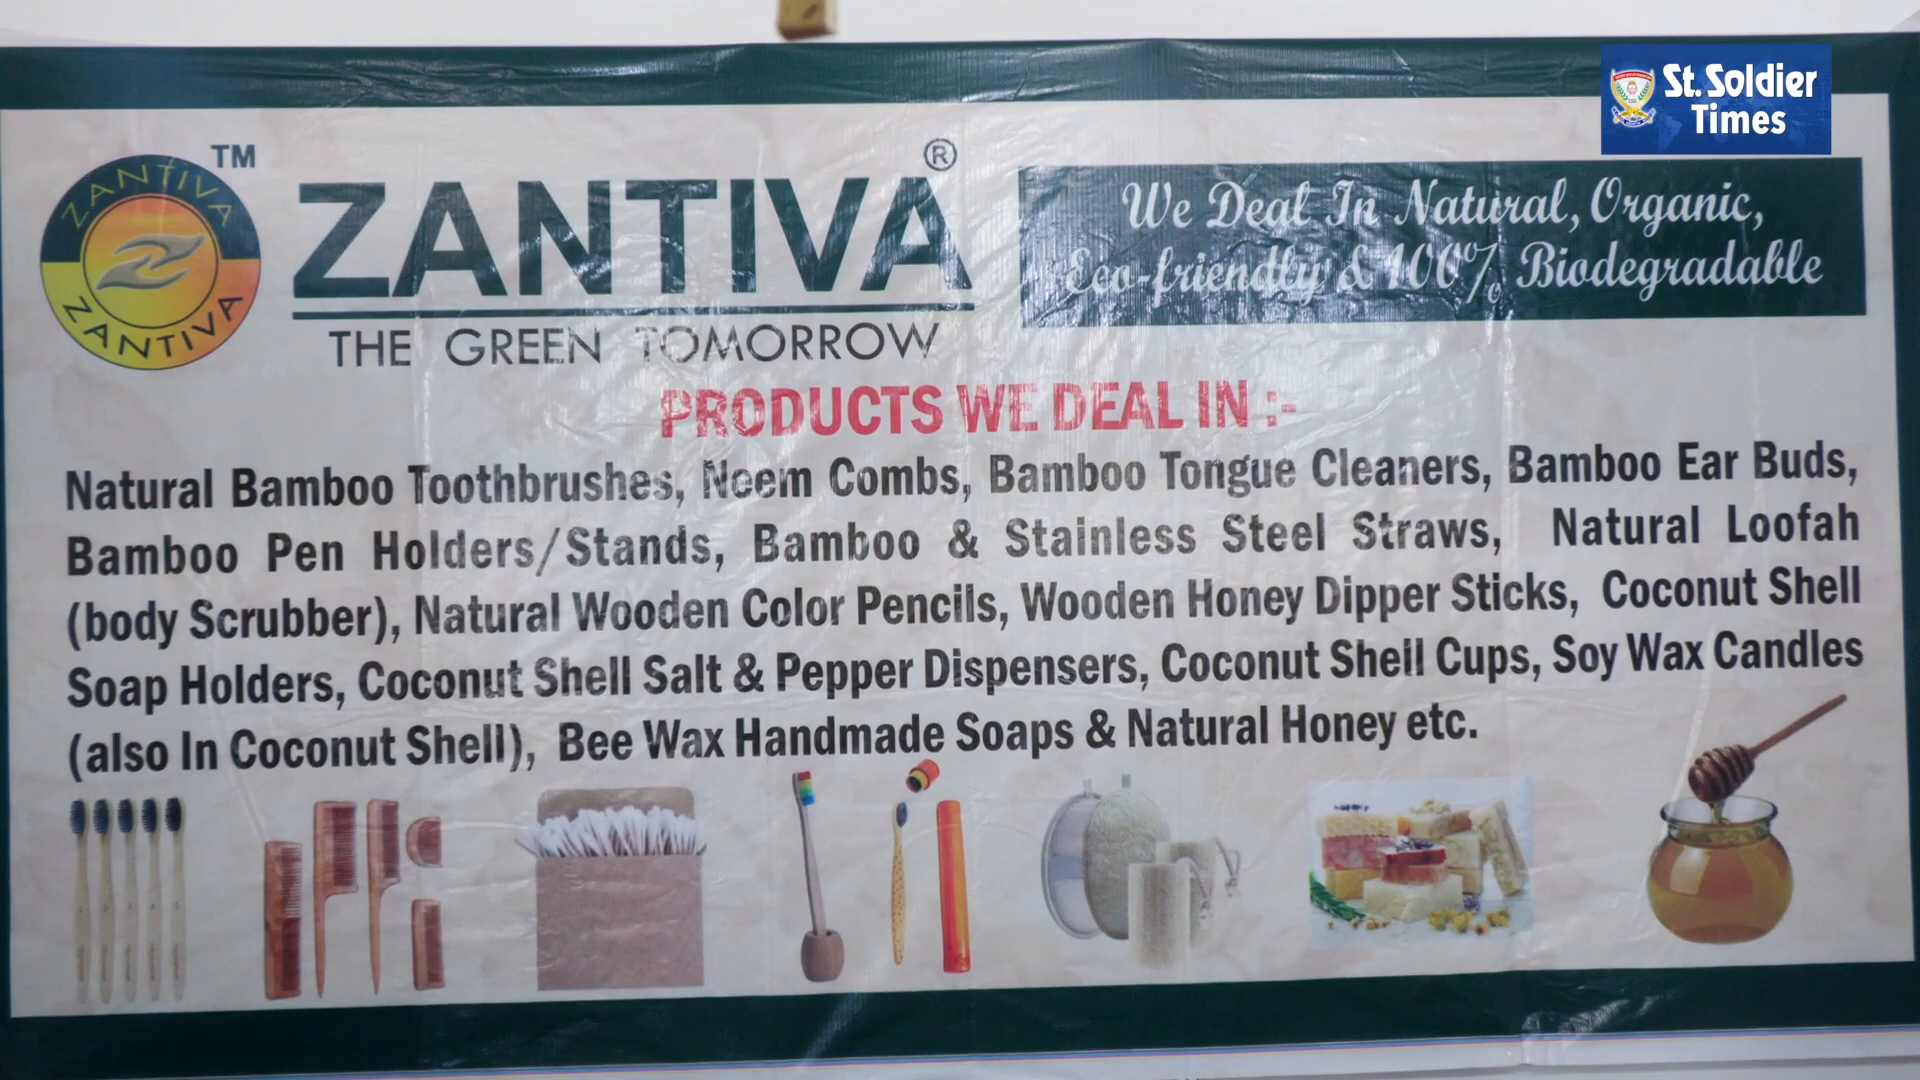 St. Soldier
Times
TM
ZANTIVA
ZANTIVA
ZANTIVA
®
THE GREEN TOMORROW
We Deal In Natural, Organic,
Eco-friendly & 100% Biodegradable
PRODUCTS WE DEAL IN :-
Natural Bamboo Toothbrushes, Neem Combs, Bamboo Tongue Cleaners, Bamboo Ear Buds,
Bamboo Pen Holders/Stands, Bamboo & Stainless Steel Straws, Natural Loofah
(body Scrubber), Natural Wooden Color Pencils, Wooden Honey Dipper Sticks, Coconut Shell
Soap Holders, Coconut Shell Salt & Pepper Dispensers, Coconut Shell Cups, Soy Wax Candles
(also In Coconut Shell), Bee Wax Handmade Soaps & Natural Honey etc.